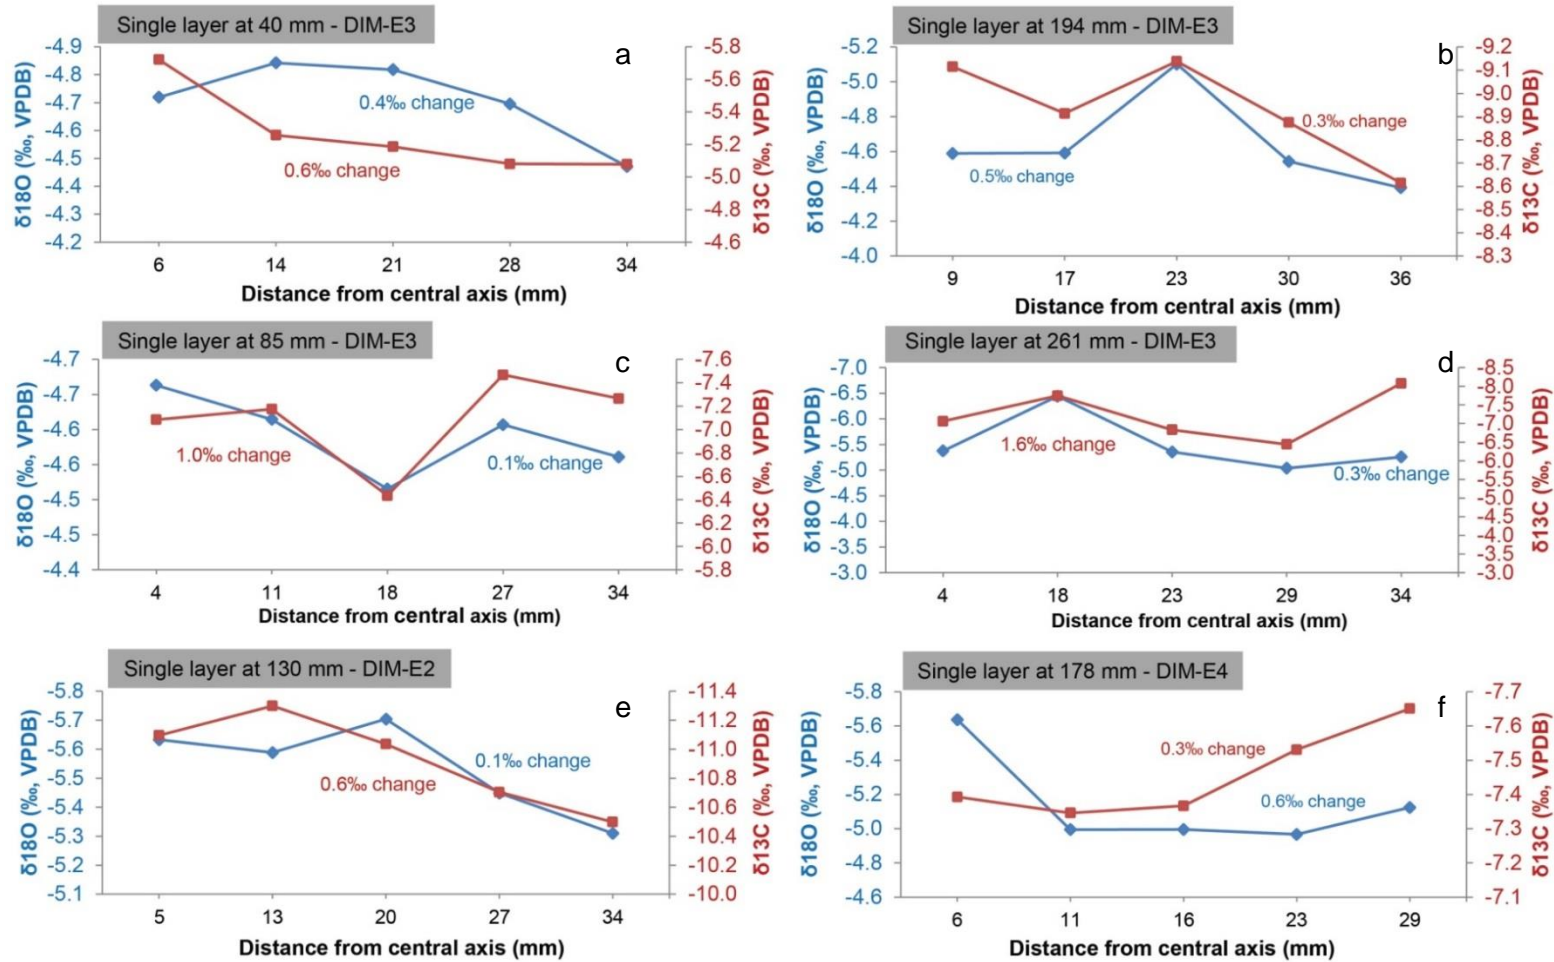 Single layer at 40 mm - DIM-E3
a
δ18O (‰, VPDB)
-4.9
-4.8
-4.7
-4.6
-4.5
-4.4
-4.3
-4.2
0.4‰ change
0.6‰ change
-5.8
-5.6
-5.4
-5.2
-5.0
-4.8
-4.6
δ13C (‰, VPDB)
6 14 21 28 34
Distance from central axis (mm)
Single layer at 194 mm - DIM-E3
b
δ18O (‰, VPDB)
-5.2
-5.0
-4.8
-4.6
-4.4
-4.2
-4.0
0.3‰ change
0.5‰ change
-9.2
-9.1
-9.0
-8.9
-8.8
-8.7
-8.6
-8.5
-8.4
-8.3
δ13C (‰, VPDB)
9 17 23 30 36
Distance from central axis (mm)
Single layer at 85 mm - DIM-E3
c
δ18O (‰, VPDB)
-4.7
-4.7
-4.6
-4.6
-4.5
-4.5
-4.4
1.0‰ change
0.1‰ change
-7.6
-7.4
-7.2
-7.0
-6.8
-6.6
-6.4
-6.2
-6.0
-5.8
δ13C (‰, VPDB)
4 11 18 27 34
Distance from central axis (mm)
Single layer at 261 mm - DIM-E3
d
δ18O (‰, VPDB)
-7.0
-6.5
-6.0
-5.5
-5.0
-4.5
-4.0
-3.5
-3.0
1.6‰ change
0.3‰ change
-8.5
-8.0
-7.5
-7.0
-6.5
-6.0
-5.5
-5.0
-4.5
-4.0
-3.5
-3.0
δ13C (‰, VPDB)
4 18 23 29 34
Distance from central axis (mm)
Single layer at 130 mm - DIM-E2
e
δ18O (‰, VPDB)
-5.8
-5.7
-5.6
-5.5
-5.4
-5.3
-5.2
-5.1
0.1‰ change
0.6‰ change
-11.4
-11.2
-11.0
-10.8
-10.6
-10.4
-10.2
-10.0
δ13C (‰, VPDB)
5 13 20 27 34
Distance from central axis (mm)
Single layer at 178 mm - DIM-E4
f
δ18O (‰, VPDB)
-5.8
-5.6
-5.4
-5.2
-5.0
-4.8
-4.6
0.3‰ change
0.6‰ change
-7.7
-7.6
-7.5
-7.4
-7.3
-7.2
-7.1
δ13C (‰, VPDB)
6 11 16 23 29
Distance from central axis (mm)